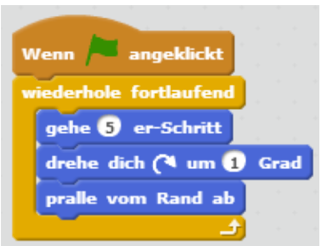 Wenn angeklickt
wiederhole fortlaufend
gehe 5 er-Schritt
drehe dich um 1 Grad
pralle vom Rand ab